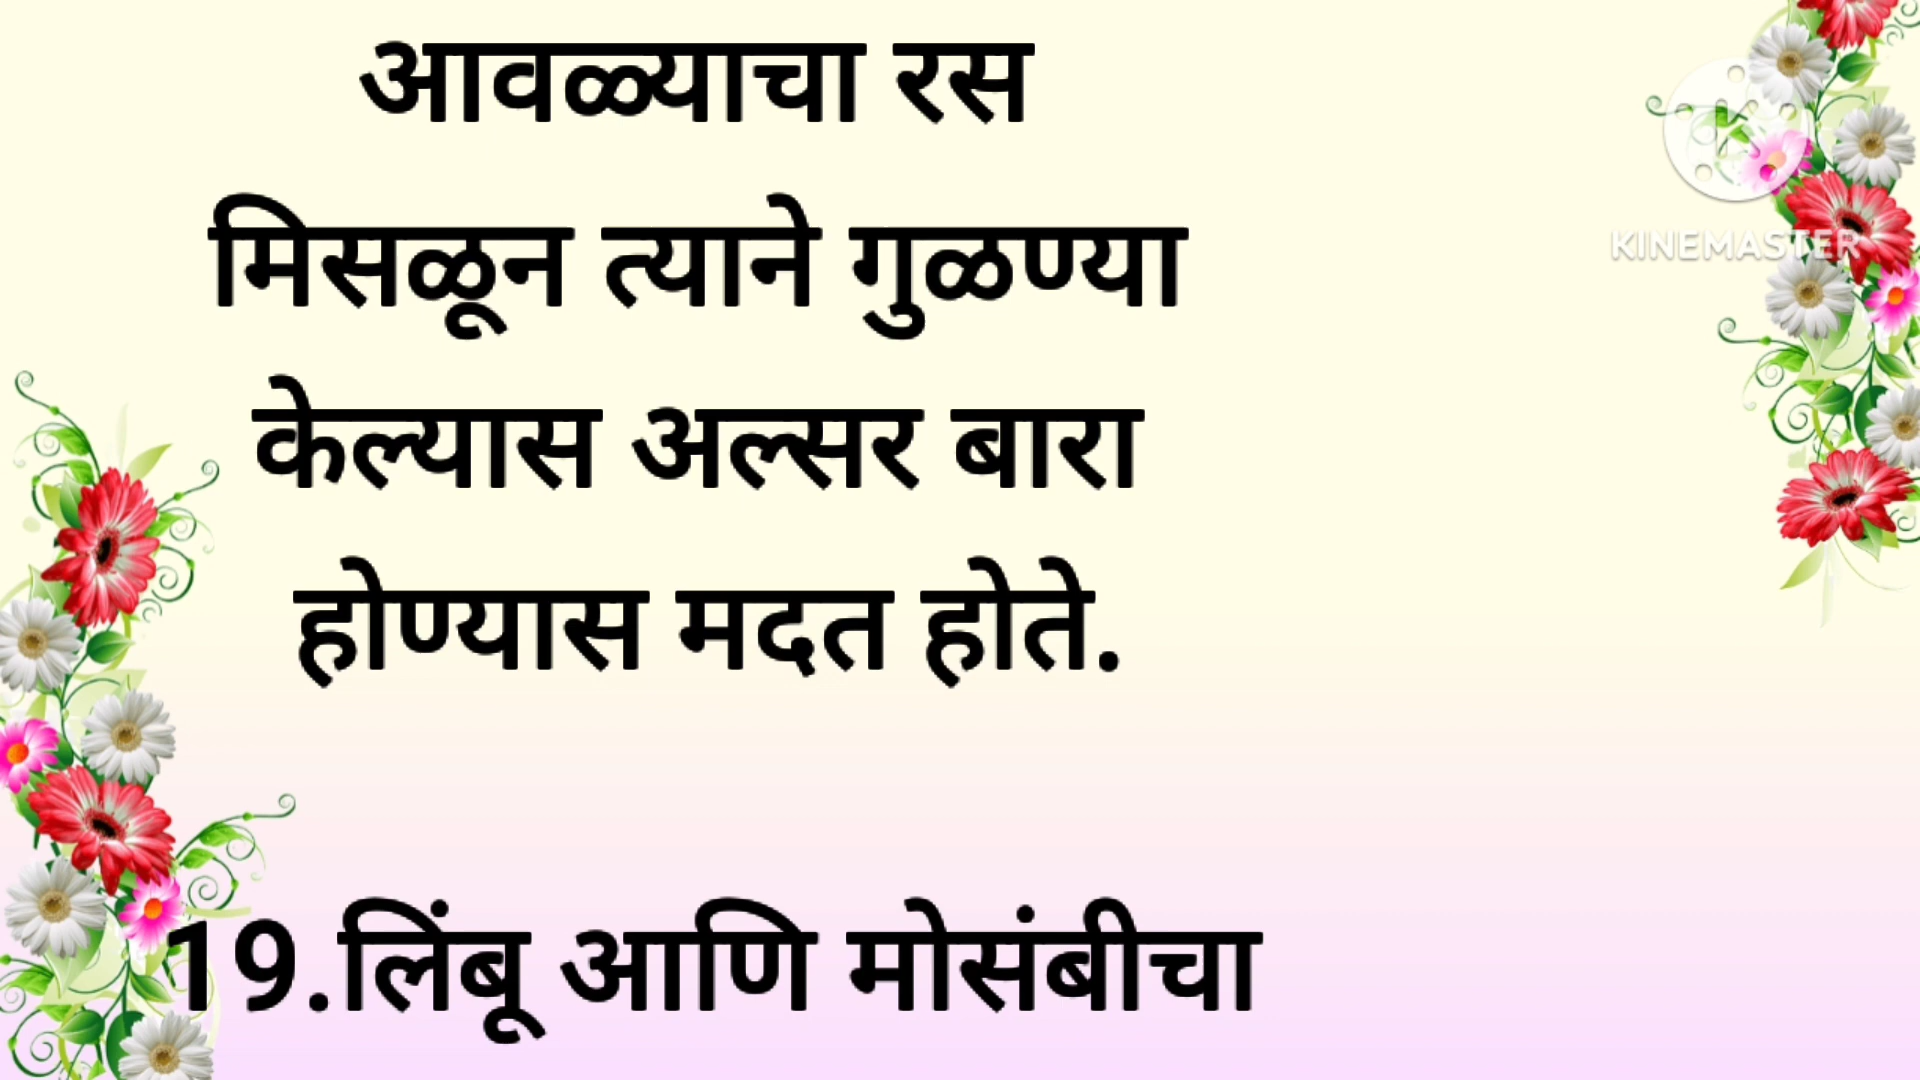 आवळ्याचा रस
मिसळून त्याने गुळण्या
केल्यास अल्सर बारा
होण्यास मदत होते.
19.लिंबू आणि मोसंबीचा
K
KINEMASTER